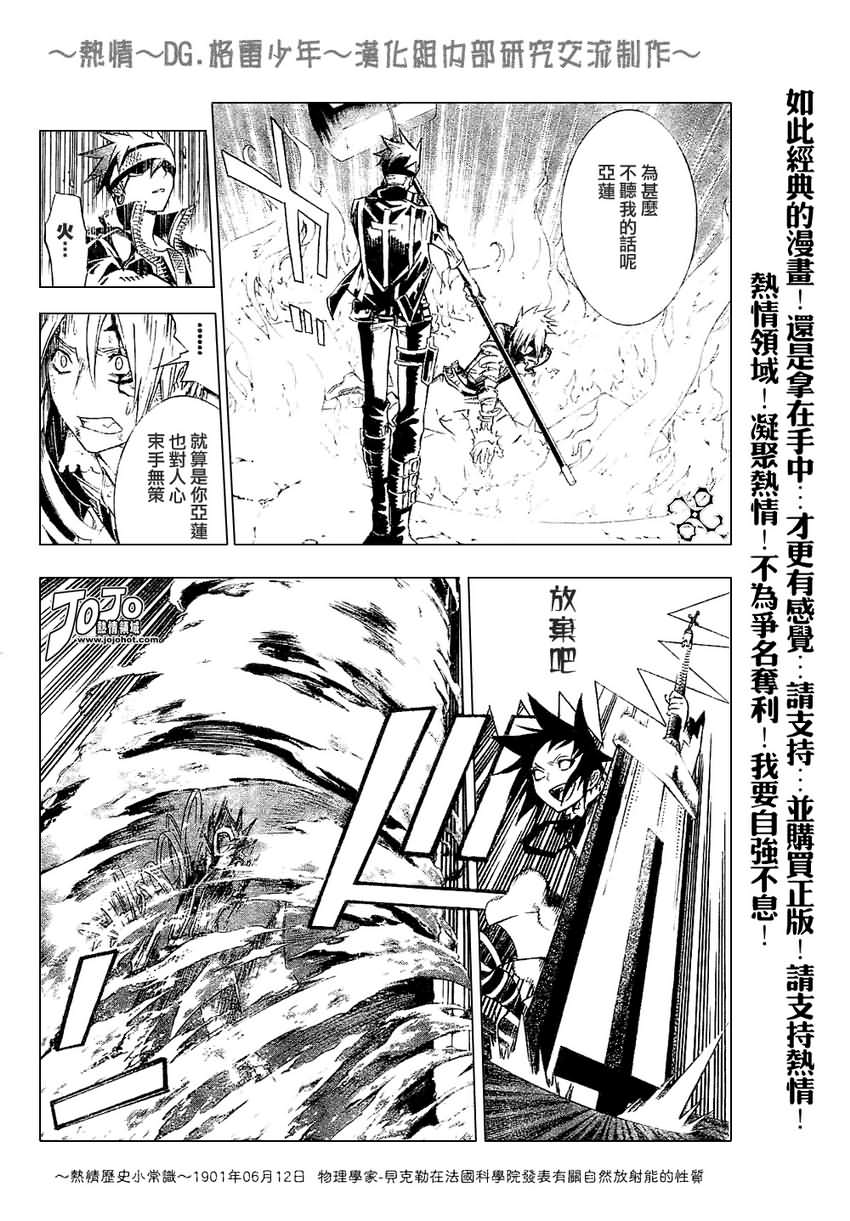 ～熱情～DG.格雷少年～漢化組內部研究交流制作～
如此經典的漫畫！還是拿在手中…才更有感覺…請支持…並購買正版！請支持熱情！
熱情領域！凝聚熱情！不為爭名奪利！我要自強不息！
為甚麼
不聽我的話呢
亞蓮
火…
……
就算是你亞蓮
也對人心
束手無策
放棄吧
JOJO
熱情領域
www.jojohot.com
～熱情歷史小常識～1901年06月12日 物理學家-貝克勒在法國科學院發表有關自然放射能的性質